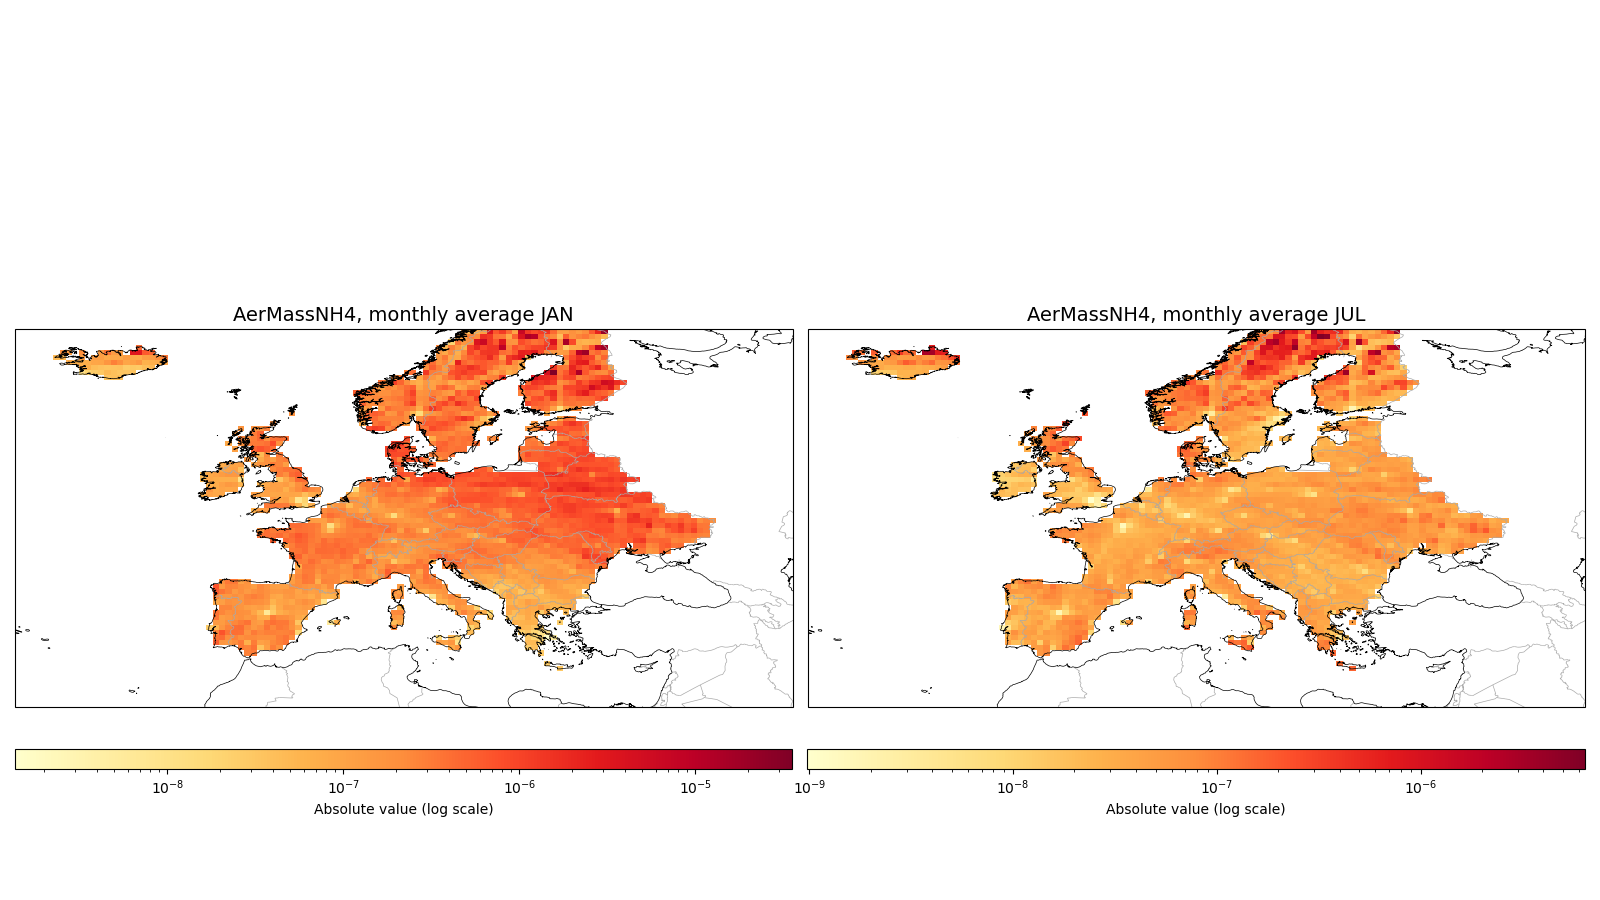 AerMassNH4, monthly average JAN
AerMassNH4, monthly average JUL
10⁻⁸ 10⁻⁷ 10⁻⁶ 10⁻⁵
Absolute value (log scale)
10⁻⁹ 10⁻⁸ 10⁻⁷ 10⁻⁶
Absolute value (log scale)